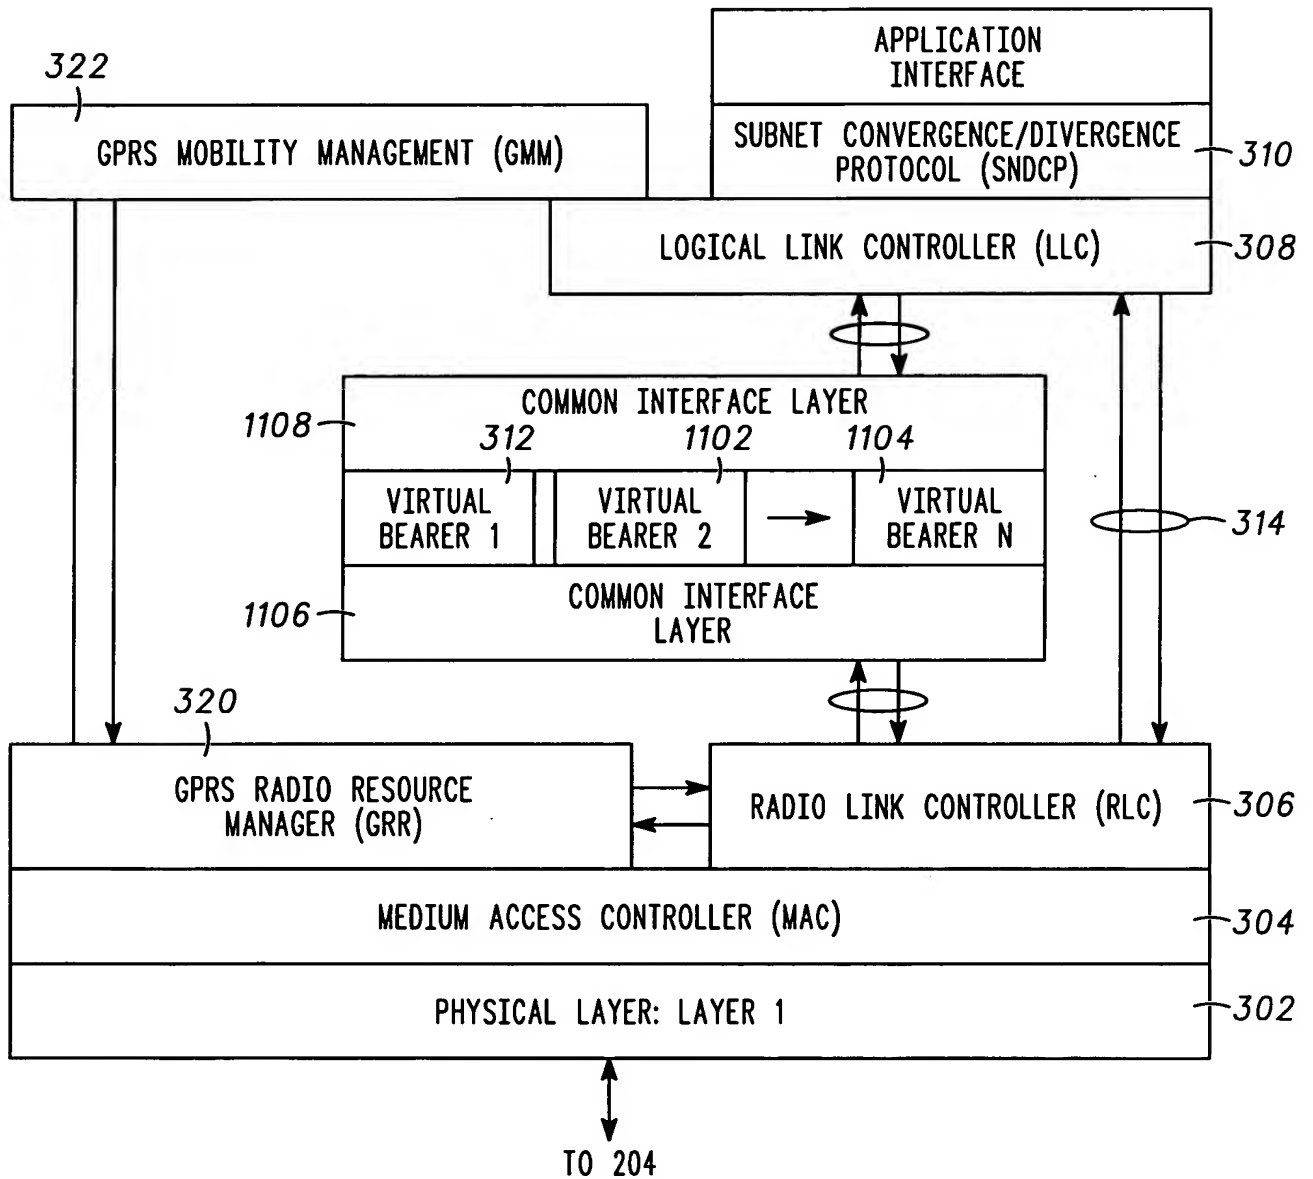 APPLICATION
INTERFACE
322
GPRS MOBILITY MANAGEMENT (GMM)
SUBNET CONVERGENCE/DIVERGENCE
PROTOCOL (SNDCP)
310
LOGICAL LINK CONTROLLER (LLC)
308
COMMON INTERFACE LAYER
1108
312
1102
1104
VIRTUAL
BEARER 1
VIRTUAL
BEARER 2
VIRTUAL
BEARER N
314
COMMON INTERFACE
LAYER
1106
320
GPRS RADIO RESOURCE
MANAGER (GRR)
RADIO LINK CONTROLLER (RLC)
306
MEDIUM ACCESS CONTROLLER (MAC)
304
PHYSICAL LAYER: LAYER 1
302
TO 204